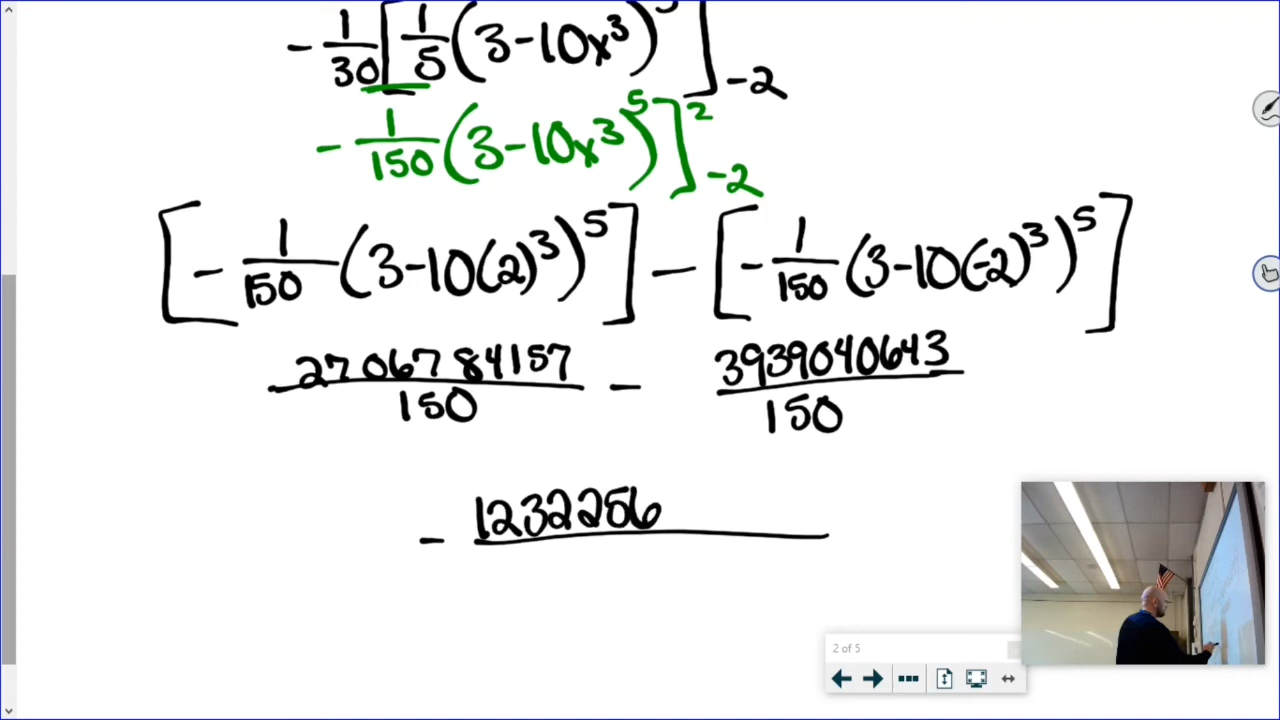 - 1/30 [ 1/5 (3-10x³)⁵ ]₋₂
- 1/150 (3-10x³)⁵ ]²₋₂
[ - 1/150 (3-10(2)³)⁵ ] - [ - 1/150 (3-10(-2)³)⁵ ]
2706784157/150 - 3939040643/150
- 1232256
2 of 5